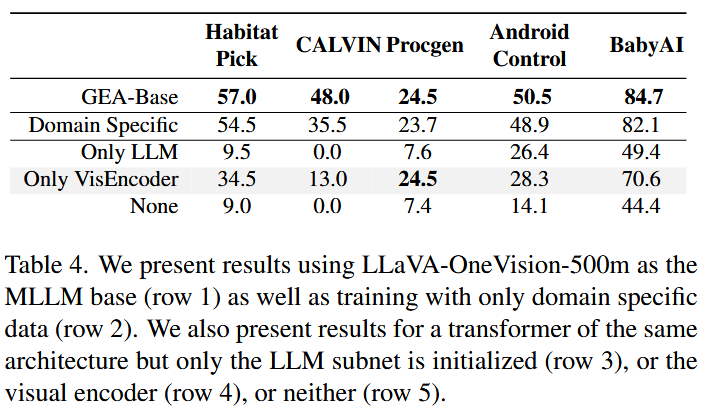 Habitat Pick CALVIN Procgen Android Control BabyAI
GEA-Base 57.0 48.0 24.5 50.5 84.7
Domain Specific 54.5 35.5 23.7 48.9 82.1
Only LLM 9.5 0.0 7.6 26.4 49.4
Only VisEncoder 34.5 13.0 24.5 28.3 70.6
None 9.0 0.0 7.4 14.1 44.4
Table 4. We present results using LLaVA-OneVision-500m as the
MLLM base (row 1) as well as training with only domain specific
data (row 2). We also present results for a transformer of the same
architecture but only the LLM subnet is initialized (row 3), or the
visual encoder (row 4), or neither (row 5).